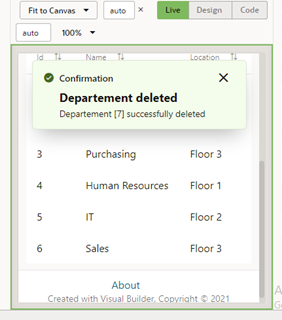 Fit to Canvas auto × Live Design Code
auto 100%
Id Name Location
Confirmation
Departement deleted
Departement [7] successfully deleted
3 Purchasing Floor 3
4 Human Resources Floor 1
5 IT Floor 2
6 Sales Floor 3
About
Created with Visual Builder, Copyright © 2021